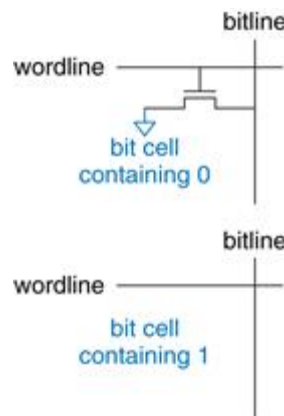 bitline
wordline
bit cell
containing 0
bitline
wordline
bit cell
containing 1